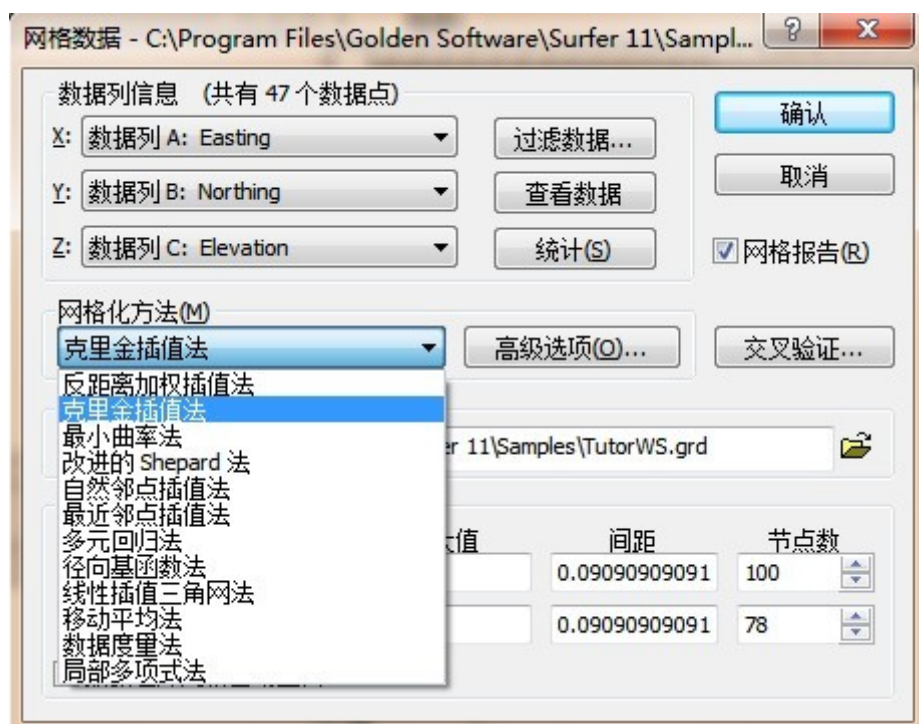 网格数据 - C:\Program Files\Golden Software\Surfer 11\Sampl...
数据列信息 (共有 47 个数据点)
X: 数据列 A: Easting
过滤数据...
确认
Y: 数据列 B: Northing
查看数据
取消
Z: 数据列 C: Elevation
统计(S)
网格报告(R)
网格化方法(M)
克里金插值法
高级选项(O)...
交叉验证...
反距离加权插值法
克里金插值法
最小曲率法
改进的 Shepard 法
自然邻点插值法
最近邻点插值法
多元回归法
径向基函数法
线性插值三角网法
移动平均法
数据度量法
局部多项式法
11\Samples\TutorWS.grd
值 间距 节点数
0.09090909091 100
0.09090909091 78